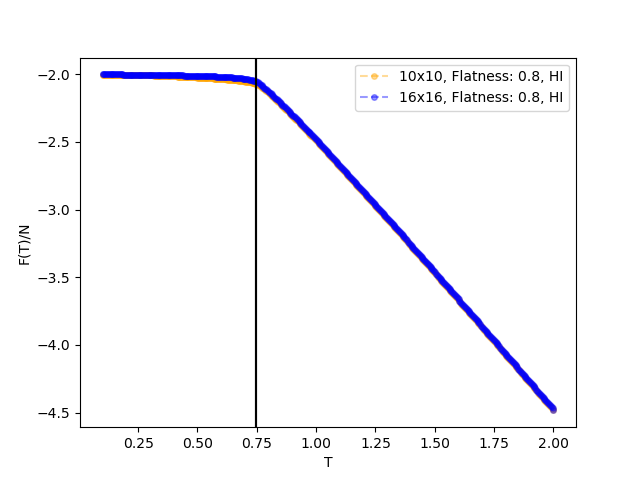 10x10, Flatness: 0.8, HI
16x16, Flatness: 0.8, HI
F(T)/N
−2.0
−2.5
−3.0
−3.5
−4.0
−4.5
0.25 0.50 0.75 1.00 1.25 1.50 1.75 2.00
T